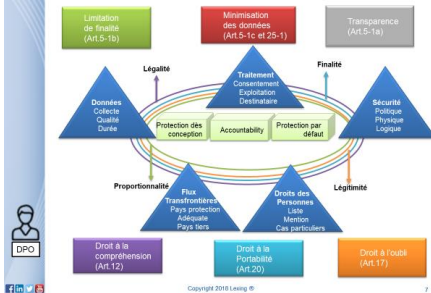 Limitation
de finalité
(Art.5-1b)
Minimisation
des données
(Art.5-1c et 25-1)
Transparence
(Art.5-1a)
Légalité
Finalité
Traitement
Consentement
Exploitation
Destinataire
Données
Collecte
Qualité
Durée
Sécurité
Politique
Physique
Logique
Protection dès
conception
Accountability
Protection par
défaut
Proportionnalité
Légitimité
Flux
Transfrontières
Pays protection
Adéquate
Pays tiers
Droits des
Personnes
Liste
Mention
Cas particuliers
DPO
Droit à la
compréhension
(Art.12)
Droit à la
Portabilité
(Art.20)
Droit à l'oubli
(Art.17)
Copyright 2018 Lexing ®
7